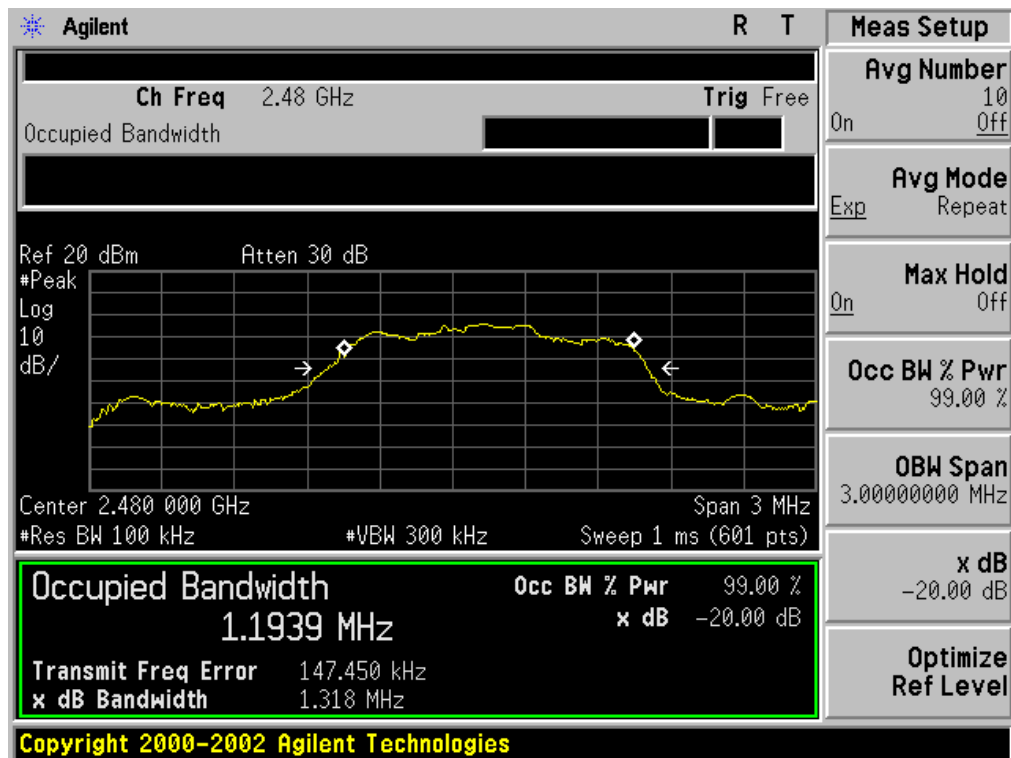 Agilent R T
Ch Freq 2.48 GHz Trig Free
Occupied Bandwidth
Ref 20 dBm Atten 30 dB
#Peak
Log
10
dB/
Center 2.480 000 GHz Span 3 MHz
#Res BW 100 kHz #VBW 300 kHz Sweep 1 ms (601 pts)
Occupied Bandwidth Occ BW % Pwr 99.00 %
1.1939 MHz x dB -20.00 dB
Transmit Freq Error 147.450 kHz
x dB Bandwidth 1.318 MHz
Copyright 2000-2002 Agilent Technologies
Meas Setup
Avg Number
10
On Off
Avg Mode
Exp Repeat
Max Hold
On Off
Occ BW % Pwr
99.00 %
OBW Span
3.00000000 MHz
x dB
-20.00 dB
Optimize
Ref Level